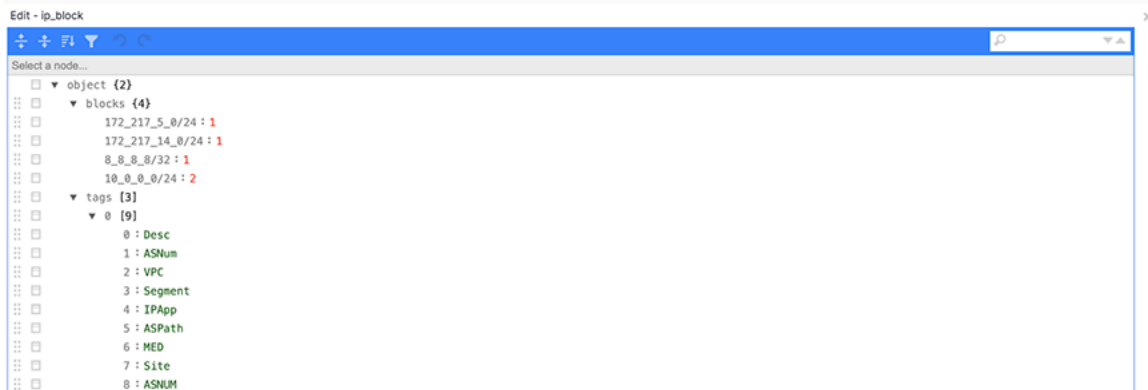 Edit - ip_block
Select a node...
object {2}
blocks {4}
172_217_5_0/24 : 1
172_217_14_0/24 : 1
8_8_8_8/32 : 1
10_0_0_0/24 : 2
tags [3]
0 [9]
0 : Desc
1 : ASNum
2 : VPC
3 : Segment
4 : IPApp
5 : ASPath
6 : MED
7 : Site
8 : ASNUM